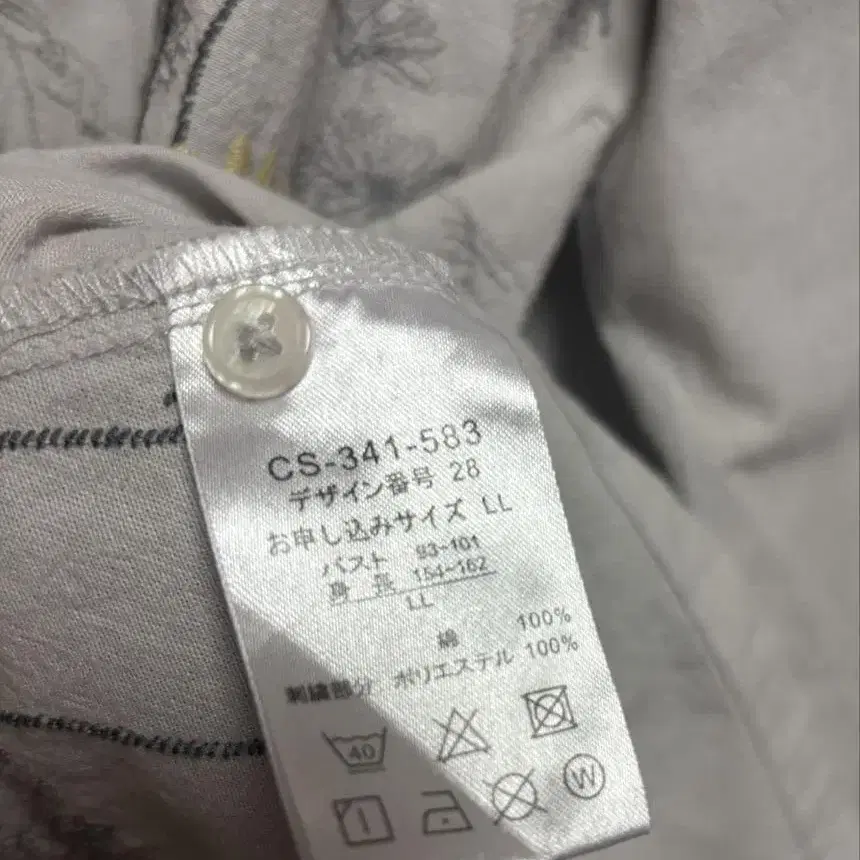 CS-341-583
デザイン番号 28
お申し込みサイズ LL
バスト 93-101
身 長 154~162
LL
綿 100%
刺繍部分 ポリエステル 100%
40
W